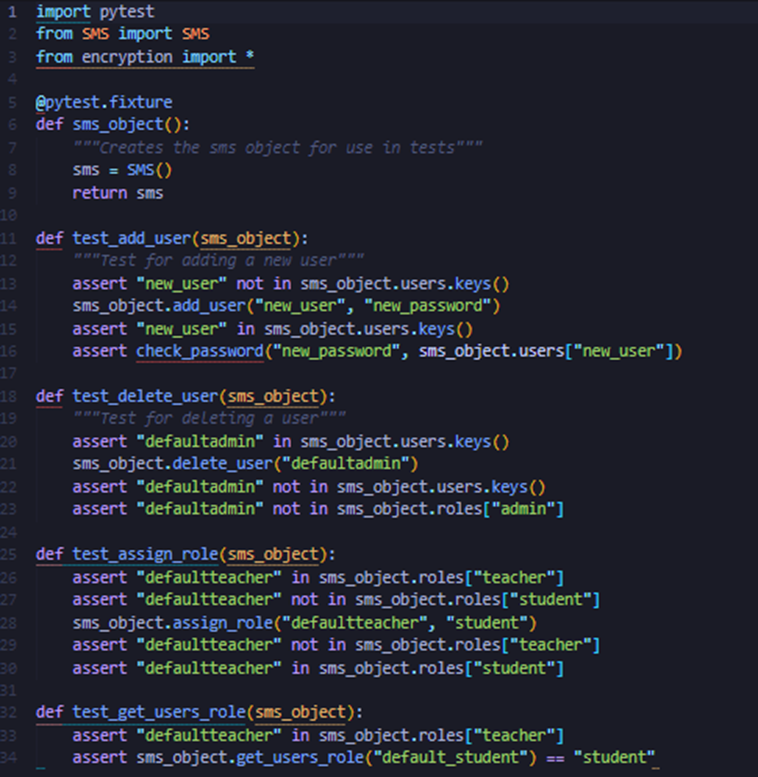 1 import pytest
2 from SMS import SMS
3 from encryption import *
4
5 @pytest.fixture
6 def sms_object():
7     """Creates the sms object for use in tests"""
8     sms = SMS()
9     return sms
10
11 def test_add_user(sms_object):
12     """Test for adding a new user"""
13     assert "new_user" not in sms_object.users.keys()
14     sms_object.add_user("new_user", "new_password")
15     assert "new_user" in sms_object.users.keys()
16     assert check_password("new_password", sms_object.users["new_user"])
17
18 def test_delete_user(sms_object):
19     """Test for deleting a user"""
20     assert "defaultadmin" in sms_object.users.keys()
21     sms_object.delete_user("defaultadmin")
22     assert "defaultadmin" not in sms_object.users.keys()
23     assert "defaultadmin" not in sms_object.roles["admin"]
24
25 def test_assign_role(sms_object):
26     assert "defaultteacher" in sms_object.roles["teacher"]
27     assert "defaultteacher" not in sms_object.roles["student"]
28     sms_object.assign_role("defaultteacher", "student")
29     assert "defaultteacher" not in sms_object.roles["teacher"]
30     assert "defaultteacher" in sms_object.roles["student"]
31
32 def test_get_users_role(sms_object):
33     assert "defaultteacher" in sms_object.roles["teacher"]
34     assert sms_object.get_users_role("default_student") == "student"